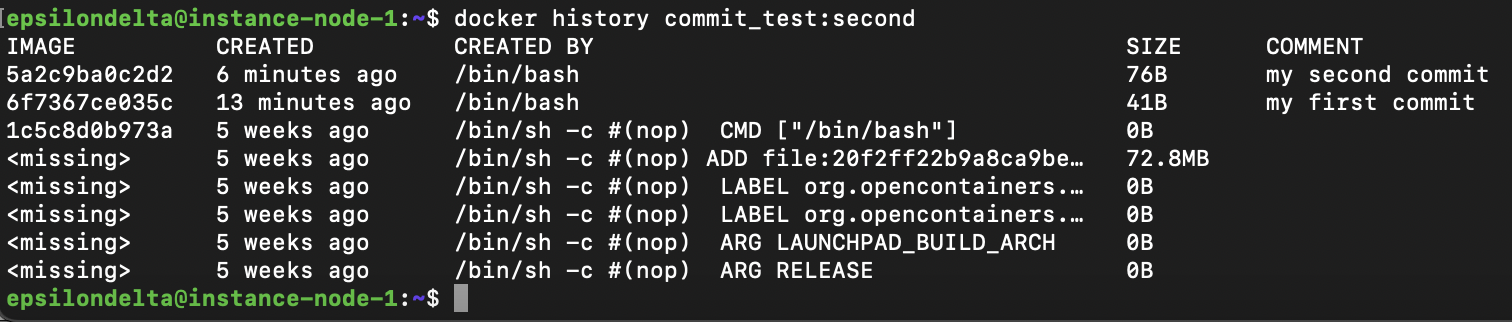 epsilondelta@instance-node-1:~$ docker history commit_test:second
IMAGE          CREATED          CREATED BY                                      SIZE      COMMENT
5a2c9ba0c2d2   6 minutes ago    /bin/bash                                       76B       my second commit
6f7367ce035c   13 minutes ago   /bin/bash                                       41B       my first commit
1c5c8d0b973a   5 weeks ago      /bin/sh -c #(nop)  CMD ["/bin/bash"]            0B
<missing>      5 weeks ago      /bin/sh -c #(nop) ADD file:20f2ff22b9a8ca9be…   72.8MB
<missing>      5 weeks ago      /bin/sh -c #(nop)  LABEL org.opencontainers.…   0B
<missing>      5 weeks ago      /bin/sh -c #(nop)  LABEL org.opencontainers.…   0B
<missing>      5 weeks ago      /bin/sh -c #(nop)  ARG LAUNCHPAD_BUILD_ARCH     0B
<missing>      5 weeks ago      /bin/sh -c #(nop)  ARG RELEASE                  0B
epsilondelta@instance-node-1:~$